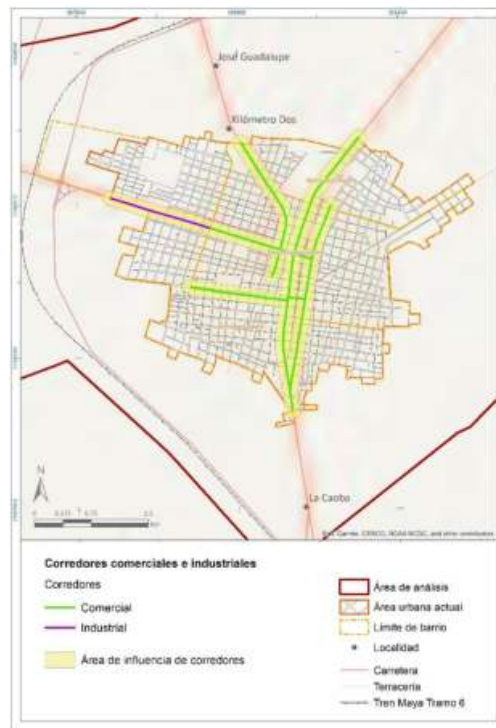 José Guadalupe
Kilómetro Dos
La Caoba
N
Corredores comerciales e industriales
Corredores
Comercial
Industrial
Área de influencia de corredores
Área de análisis
Área urbana actual
Límite de barrio
Localidad
Carretera
Terracería
Tren Maya Tramo 6